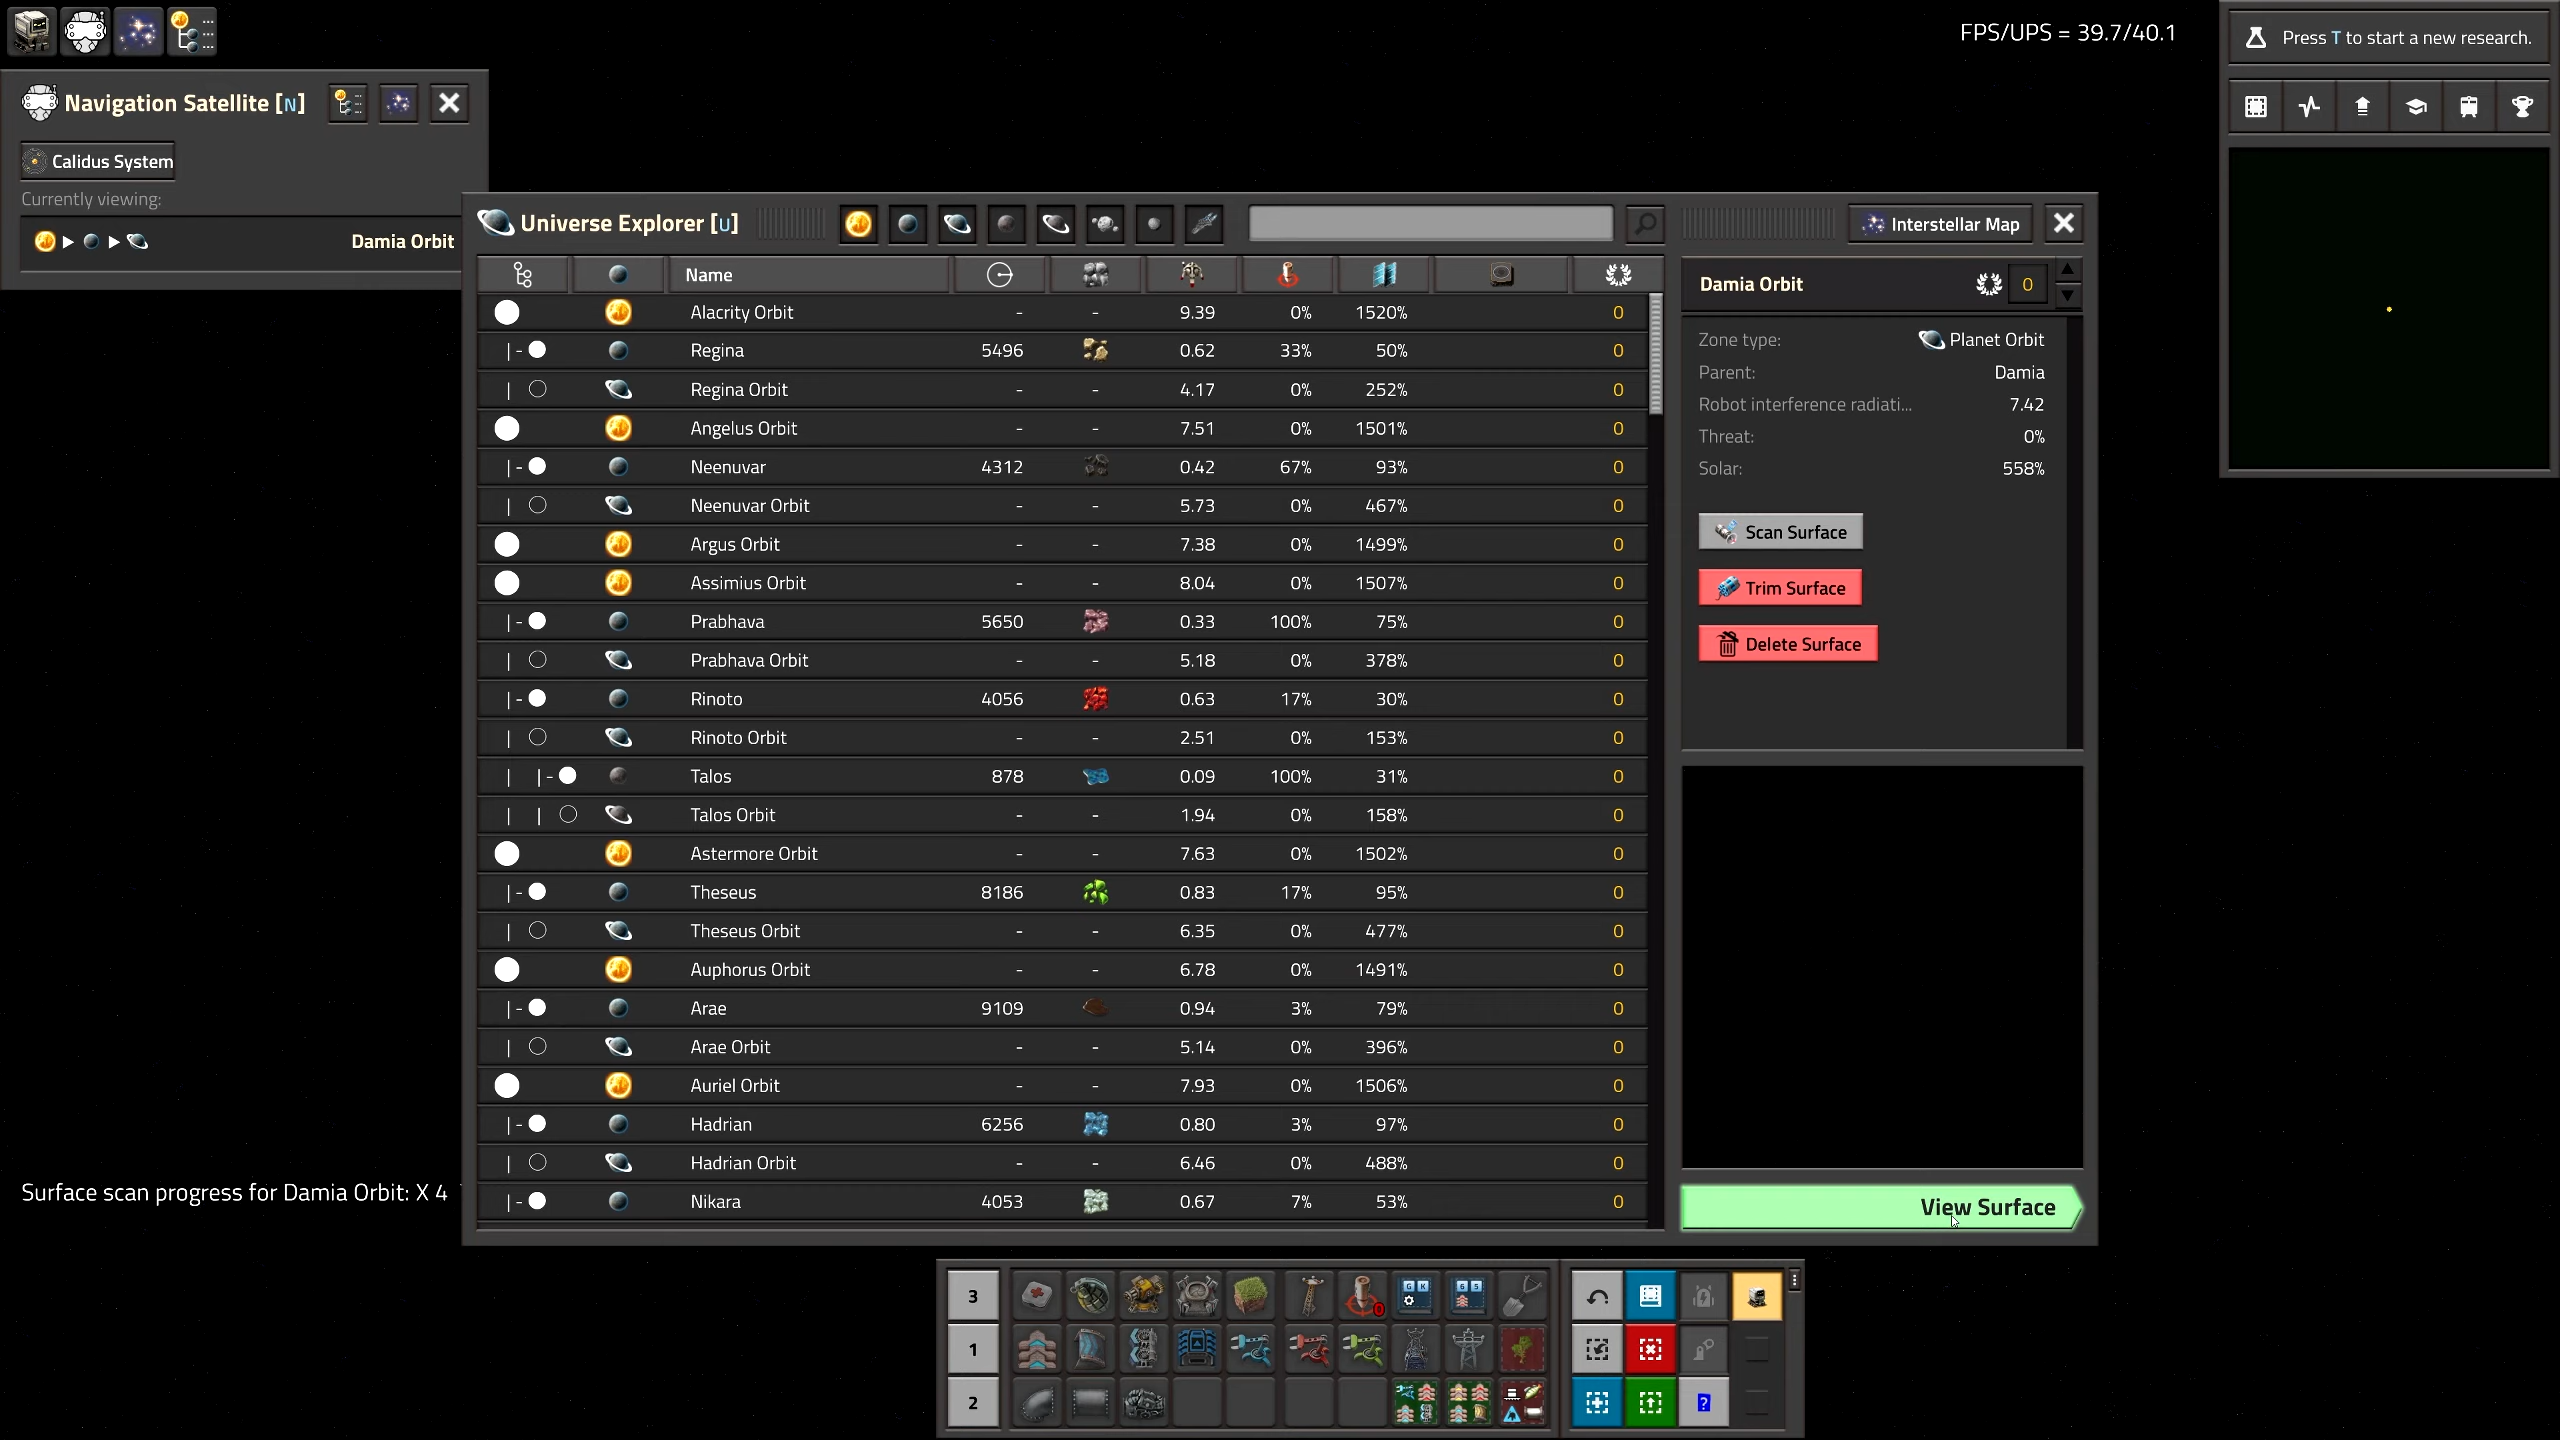 FPS/UPS = 39.7/40.1
Press T to start a new research.
Navigation Satellite [N]
Calidus System
Currently viewing:
Damia Orbit
Universe Explorer [U]
Interstellar Map
Name
Alacrity Orbit - - 9.39 0% 1520% 0
Regina 5496 0.62 33% 50% 0
Regina Orbit - - 4.17 0% 252% 0
Angelus Orbit - - 7.51 0% 1501% 0
Neenuvar 4312 0.42 67% 93% 0
Neenuvar Orbit - - 5.73 0% 467% 0
Argus Orbit - - 7.38 0% 1499% 0
Assimius Orbit - - 8.04 0% 1507% 0
Prabhava 5650 0.33 100% 75% 0
Prabhava Orbit - - 5.18 0% 378% 0
Rinoto 4056 0.63 17% 30% 0
Rinoto Orbit - - 2.51 0% 153% 0
Talos 878 0.09 100% 31% 0
Talos Orbit - - 1.94 0% 158% 0
Astermore Orbit - - 7.63 0% 1502% 0
Theseus 8186 0.83 17% 95% 0
Theseus Orbit - - 6.35 0% 477% 0
Auphorus Orbit - - 6.78 0% 1491% 0
Arae 9109 0.94 3% 79% 0
Arae Orbit - - 5.14 0% 396% 0
Auriel Orbit - - 7.93 0% 1506% 0
Hadrian 6256 0.80 3% 97% 0
Hadrian Orbit - - 6.46 0% 488% 0
Nikara 4053 0.67 7% 53% 0
Damia Orbit 0
Zone type: Planet Orbit
Parent: Damia
Robot interference radiati... 7.42
Threat: 0%
Solar: 558%
Scan Surface
Trim Surface
Delete Surface
View Surface
Surface scan progress for Damia Orbit: X 4
3
0
G K
6 5
1
2
?